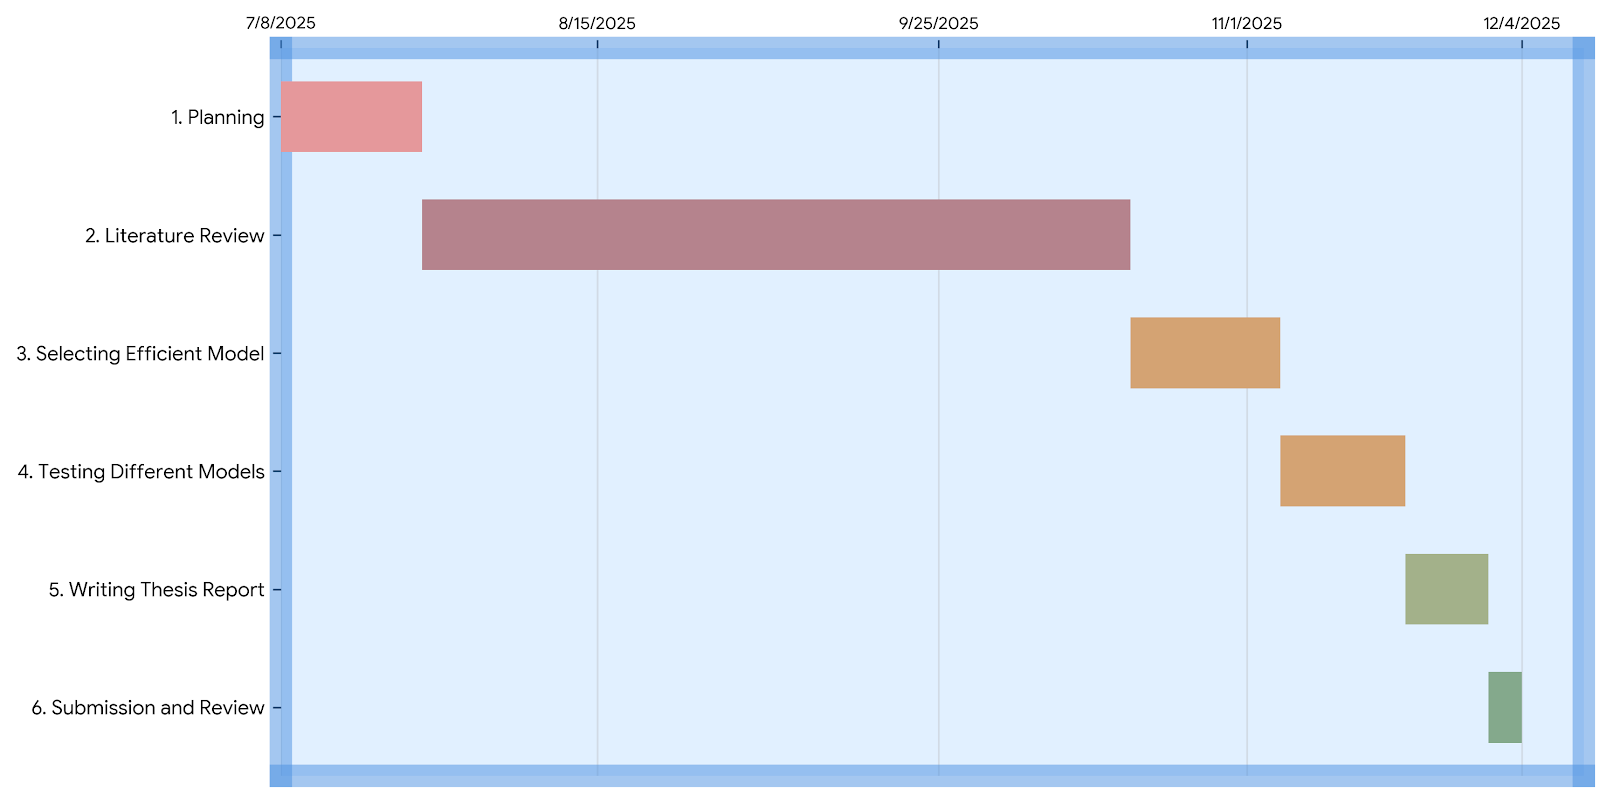 7/8/2025 8/15/2025 9/25/2025 11/1/2025 12/4/2025
1. Planning
2. Literature Review
3. Selecting Efficient Model
4. Testing Different Models
5. Writing Thesis Report
6. Submission and Review